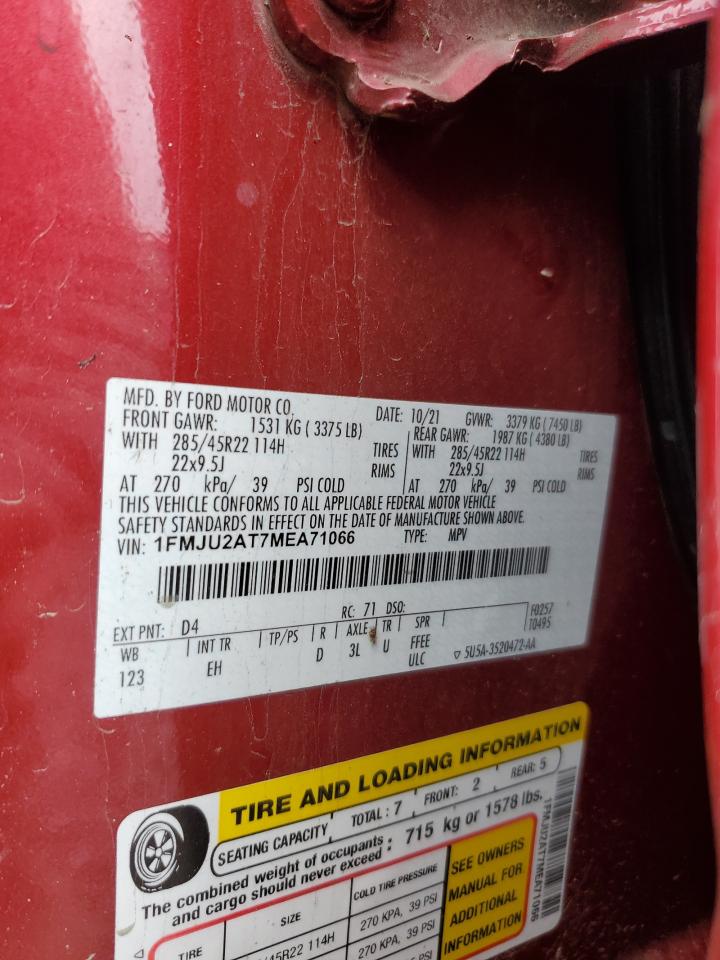 MFD. BY FORD MOTOR CO. DATE: 10/21 GVWR: 3379 KG ( 7450 LB)
FRONT GAWR: 1531 KG ( 3375 LB) REAR GAWR: 1987 KG ( 4380 LB)
WITH 285/45R22 114H TIRES WITH 285/45R22 114H TIRES
22x9.5J RIMS 22x9.5J RIMS
AT 270 kPa/ 39 PSI COLD AT 270 kPa/ 39 PSI COLD
THIS VEHICLE CONFORMS TO ALL APPLICABLE FEDERAL MOTOR VEHICLE
SAFETY STANDARDS IN EFFECT ON THE DATE OF MANUFACTURE SHOWN ABOVE.
VIN: 1FMJU2AT7MEA71066 TYPE: MPV
EXT PNT: D4 RC: 71 DSO: F0257
WB INT TR TP/PS R AXLE TR SPR T0495
123 EH D 3L U FFEE
ULC 5U5A-3520472-AA
TIRE AND LOADING INFORMATION
SEATING CAPACITY TOTAL: 7 FRONT: 2 REAR: 5
The combined weight of occupants
and cargo should never exceed : 715 kg or 1578 lbs.
TIRE SIZE COLD TIRE PRESSURE
/45R22 114H 270 KPA, 39 PSI
270 KPA, 39 PSI
SEE OWNERS
MANUAL FOR
ADDITIONAL
INFORMATION
1FMJU2AT7MEA71066